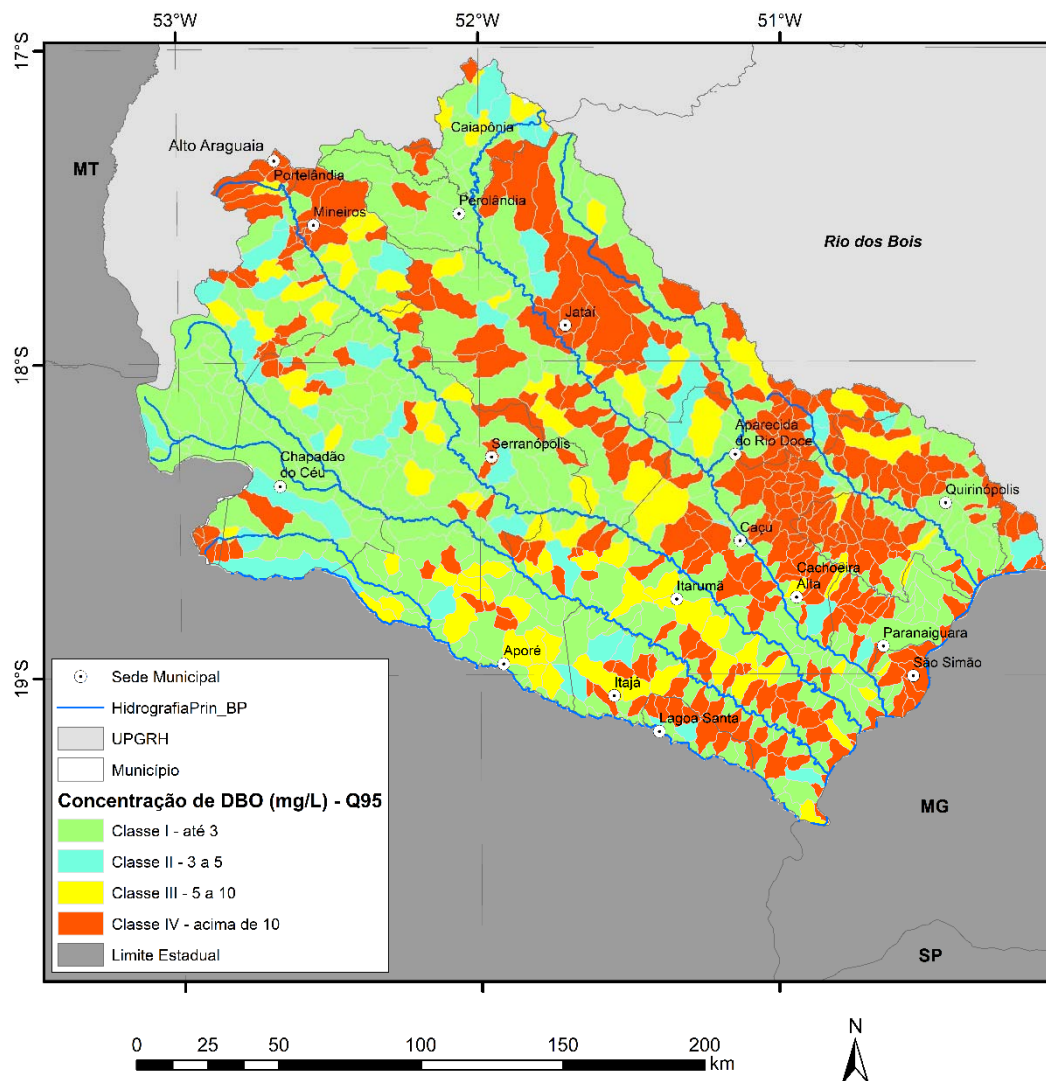 53°W
52°W
51°W
17°S
18°S
19°S
MT
Alto Araguaia
Portelândia
Mineiros
Caiapônia
Perolândia
Rio dos Bois
Jataí
Serranópolis
Chapadão
do Céu
Aparecida
do Rio Doce
Quirinópolis
Caçu
Cachoeira
Alta
Itarumã
Paranaiguara
São Simão
Aporé
Itajá
Lagoa Santa
MG
SP
Sede Municipal
HidrografiaPrin_BP
UPGRH
Município
Concentração de DBO (mg/L) - Q95
Classe I - até 3
Classe II - 3 a 5
Classe III - 5 a 10
Classe IV - acima de 10
Limite Estadual
53°W
52°W
51°W
N
0 25 50 100 150 200
km